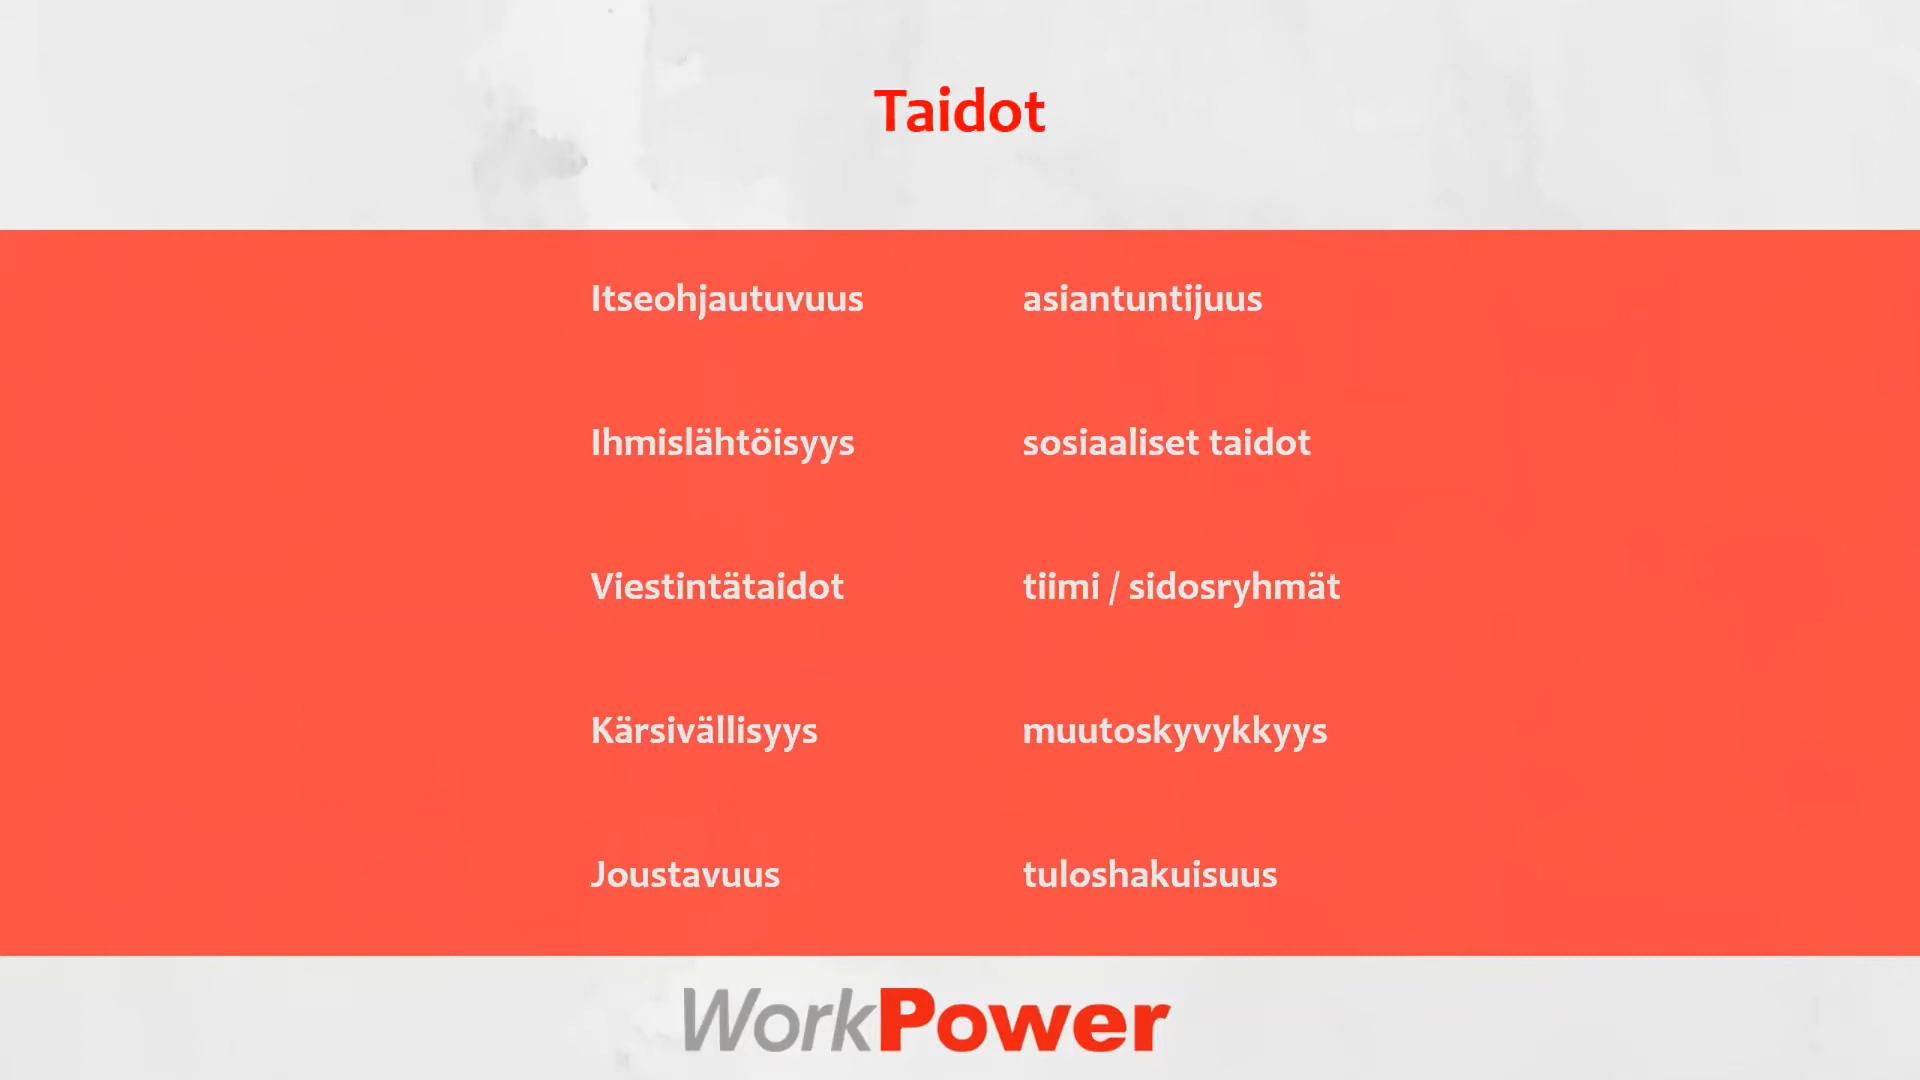 Taidot
Itseohjautuvuus asiantuntijuus
Ihmislähtöisyys sosiaaliset taidot
Viestintätaidot tiimi / sidosryhmät
Kärsivällisyys muutoskyvykkyys
Joustavuus tuloshakuisuus
WorkPower